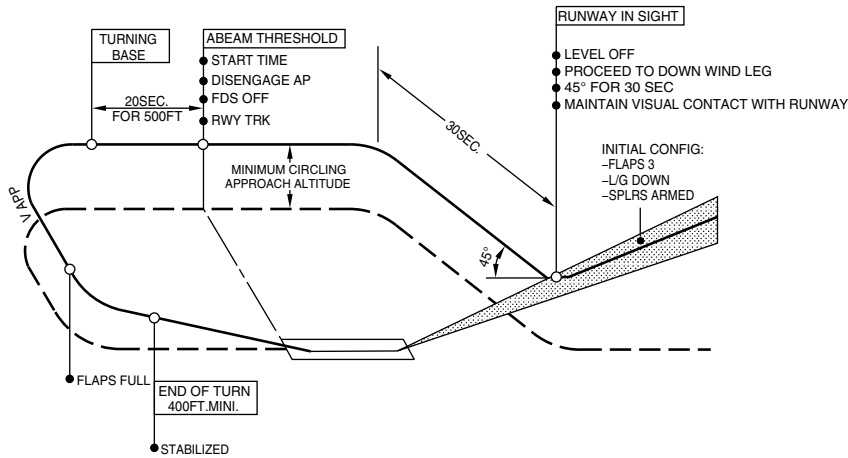 RUNWAY IN SIGHT
LEVEL OFF
PROCEED TO DOWN WIND LEG
45° FOR 30 SEC
MAINTAIN VISUAL CONTACT WITH RUNWAY
TURNING
BASE
ABEAM THRESHOLD
START TIME
DISENGAGE AP
FDS OFF
RWY TRK
20SEC.
FOR 500FT
30SEC.
INITIAL CONFIG:
–FLAPS 3
–L/G DOWN
–SPLRS ARMED
MINIMUM CIRCLING
APPROACH ALTITUDE
V APP
45°
FLAPS FULL
END OF TURN
400FT.MINI.
STABILIZED